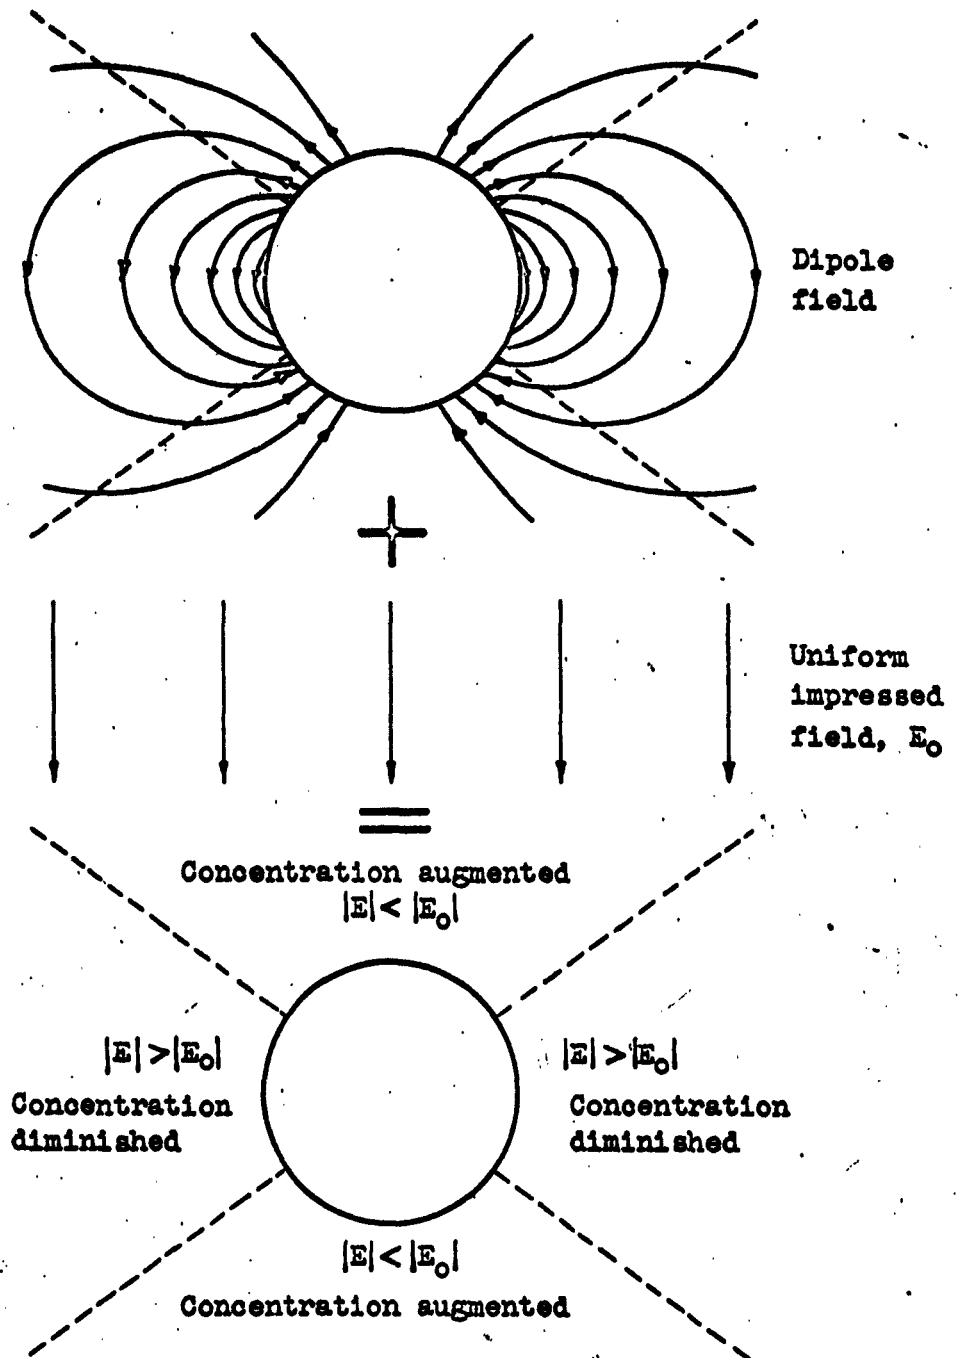 Dipole
field
Uniform
impressed
field, E₀
Concentration augmented
|E| < |E₀|
|E| > |E₀|
Concentration
diminished
|E| > |E₀|
Concentration
diminished
|E| < |E₀|
Concentration augmented